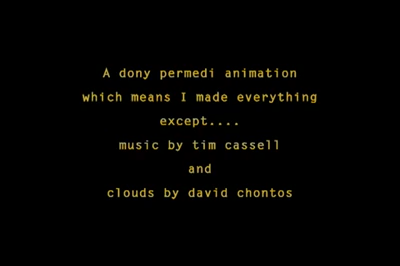 A dony permedi animation
which means I made everything
except....
music by tim cassell
and
clouds by david chontos